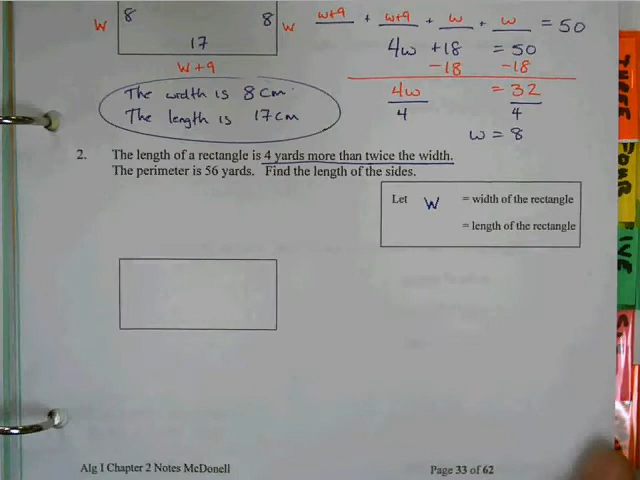 w+9 + w+9 + w + w = 50
8 8
W W
17
4w +18 = 50
w+9
-18 -18
The width is 8 cm.
The length is 17 cm
4w = 32
4 4
w = 8
2. The length of a rectangle is 4 yards more than twice the width.
The perimeter is 56 yards. Find the length of the sides.
Let W = width of the rectangle
= length of the rectangle
Alg I Chapter 2 Notes McDonell Page 33 of 62
THREE
FOUR